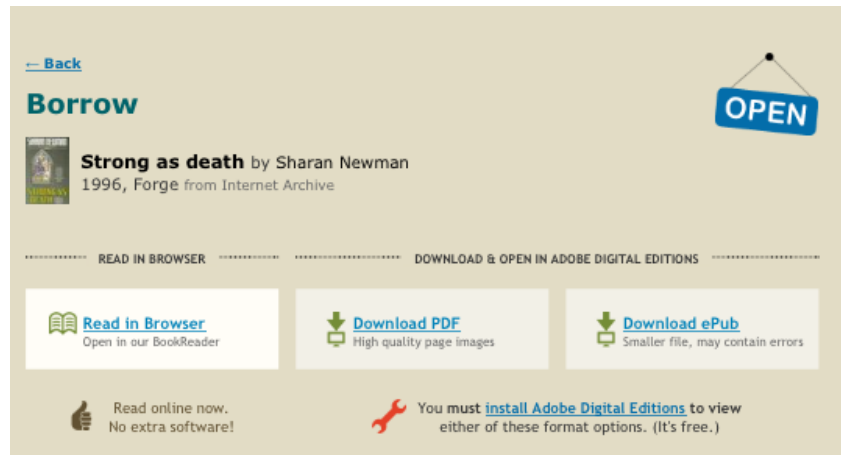 ← Back
OPEN
Borrow
Strong as death by Sharan Newman
1996, Forge from Internet Archive
READ IN BROWSER
DOWNLOAD & OPEN IN ADOBE DIGITAL EDITIONS
Read in Browser
Open in our BookReader
Download PDF
High quality page images
Download ePub
Smaller file, may contain errors
Read online now.
No extra software!
You must install Adobe Digital Editions to view
either of these format options. (It's free.)